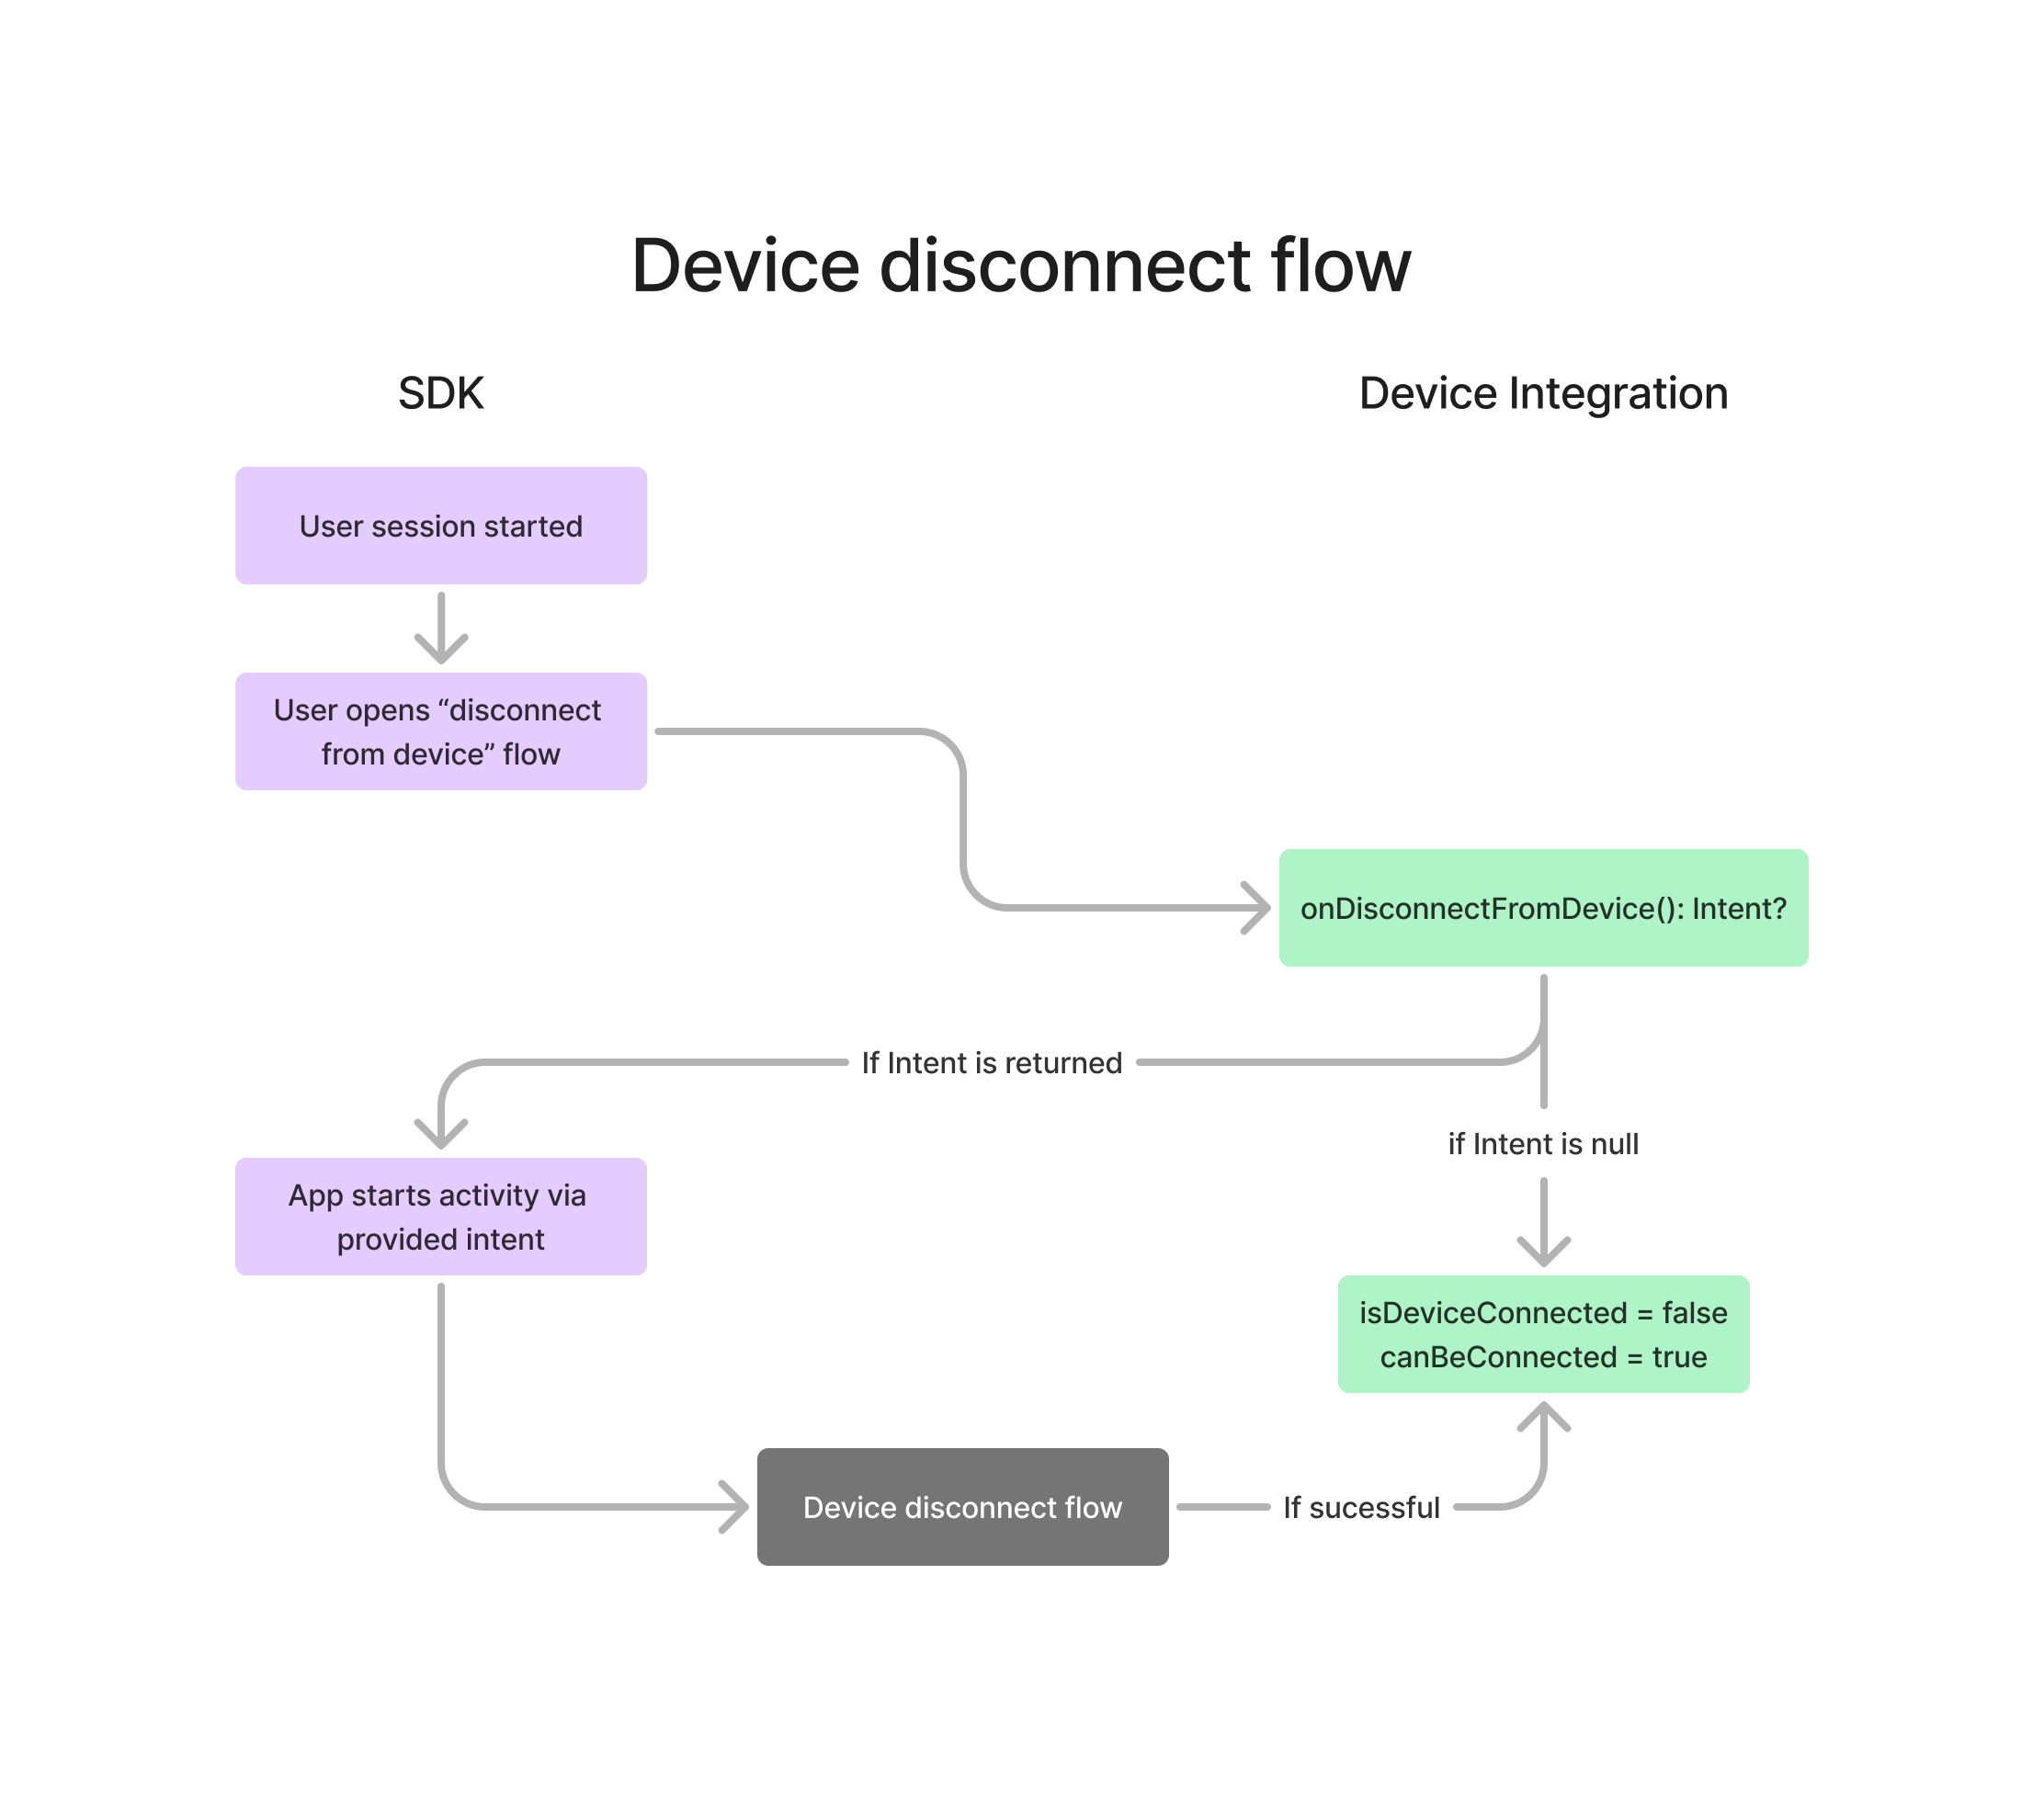 Device disconnect flow
SDK
Device Integration
User session started
User opens “disconnect
from device” flow
onDisconnectFromDevice(): Intent?
If Intent is returned
if Intent is null
App starts activity via
provided intent
isDeviceConnected = false
canBeConnected = true
Device disconnect flow
If sucessful